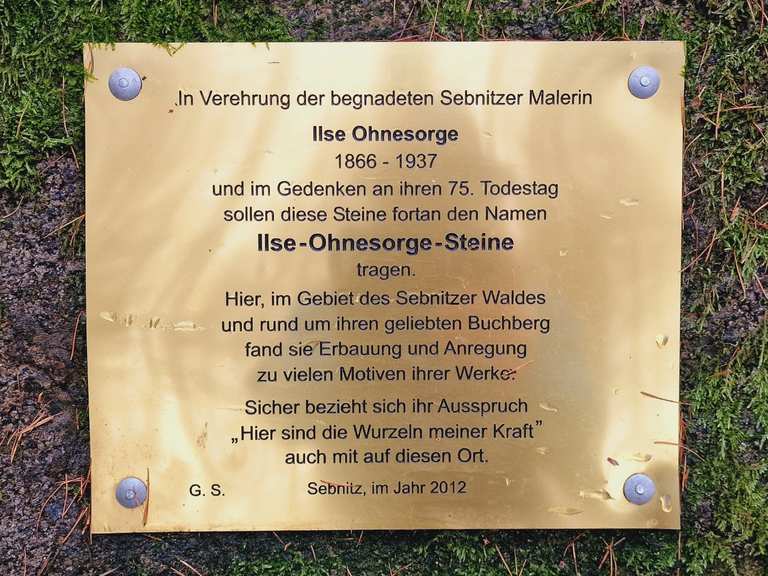 In Verehrung der begnadeten Sebnitzer Malerin
Ilse Ohnesorge
1866 - 1937
und im Gedenken an ihren 75. Todestag
sollen diese Steine fortan den Namen
Ilse-Ohnesorge-Steine
tragen.
Hier, im Gebiet des Sebnitzer Waldes
und rund um ihren geliebten Buchberg
fand sie Erbauung und Anregung
zu vielen Motiven ihrer Werke.
Sicher bezieht sich ihr Ausspruch
„Hier sind die Wurzeln meiner Kraft”
auch mit auf diesen Ort.
G. S. Sebnitz, im Jahr 2012